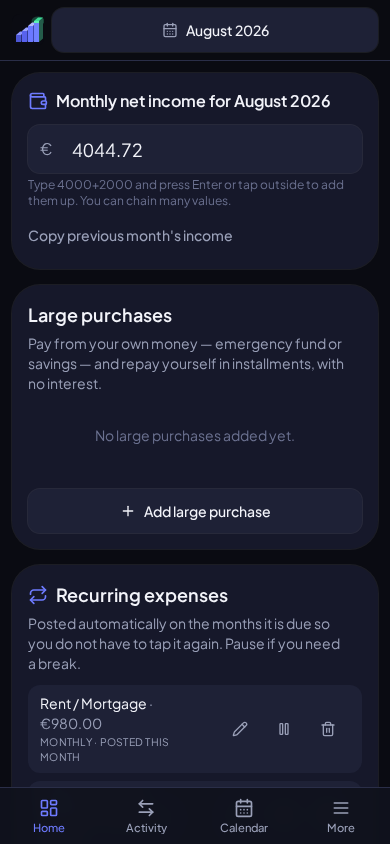 August 2026
Monthly net income for August 2026
€ 4044.72
Type 4000+2000 and press Enter or tap outside to add
them up. You can chain many values.
Copy previous month's income
Large purchases
Pay from your own money — emergency fund or
savings — and repay yourself in installments, with
no interest.
No large purchases added yet.
+ Add large purchase
Recurring expenses
Posted automatically on the months it is due so
you do not have to tap it again. Pause if you need
a break.
Rent / Mortgage ·
€980.00
MONTHLY · POSTED THIS
MONTH
Home Activity Calendar More